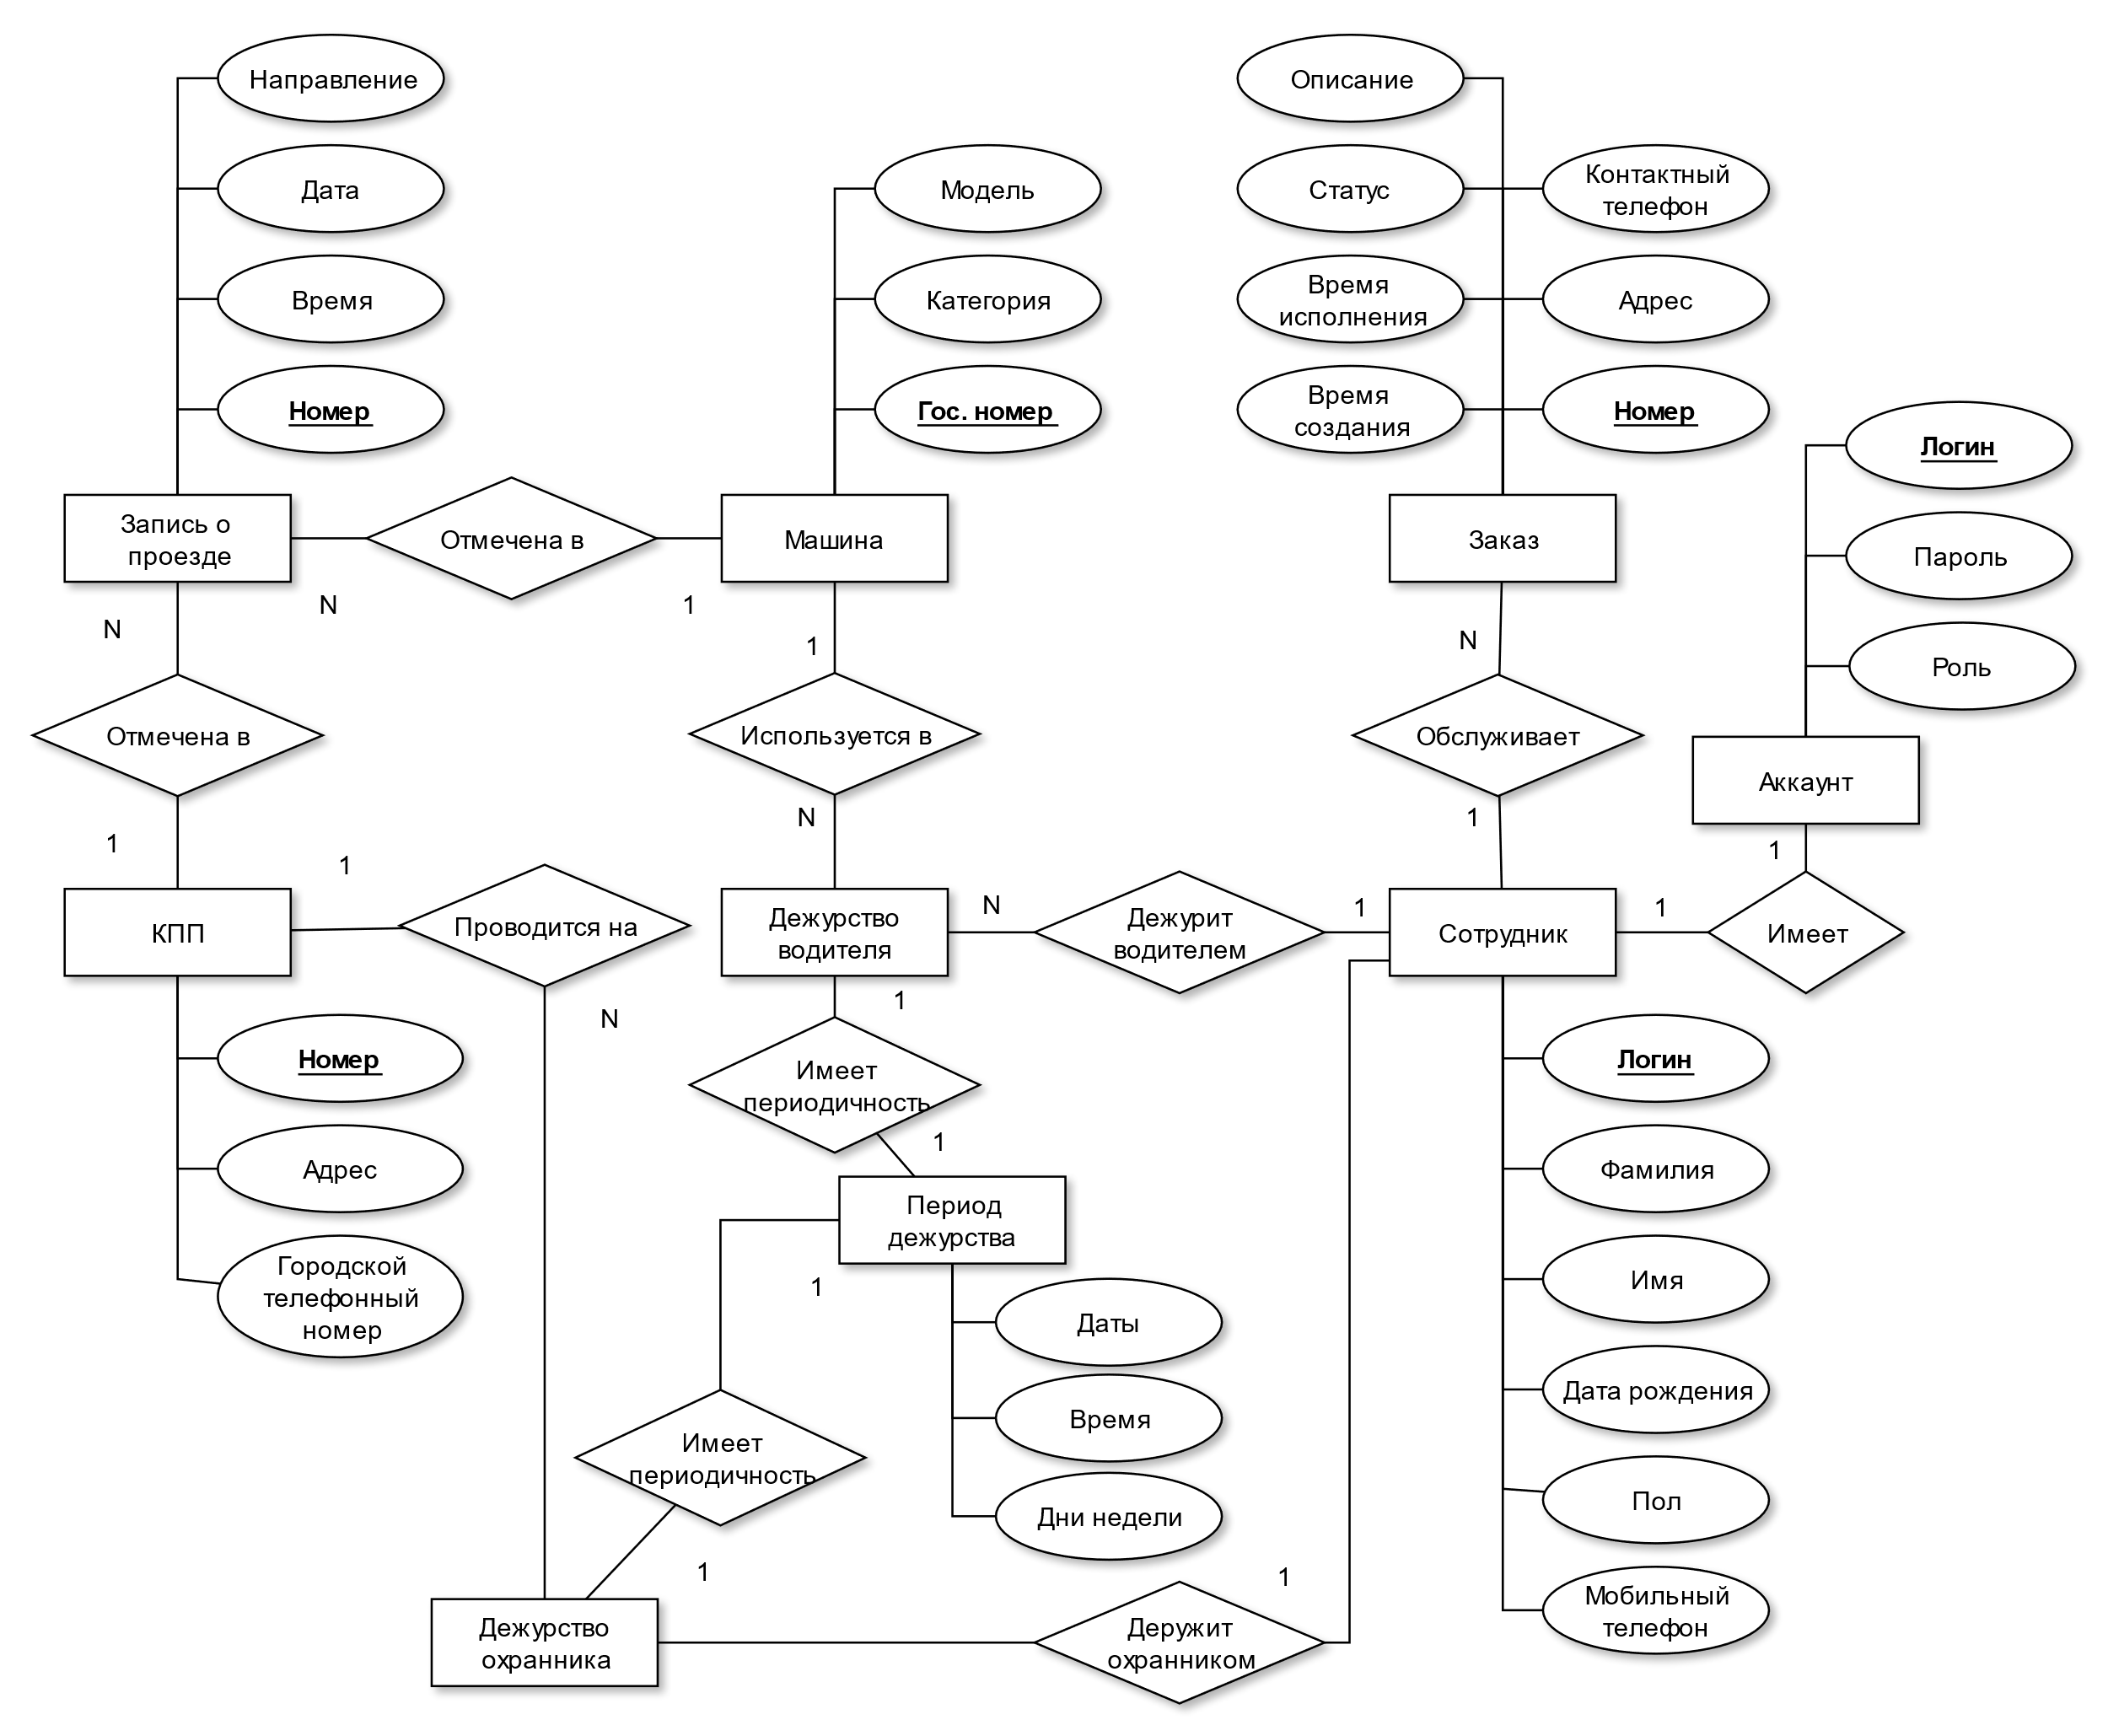 Направление
Описание
Дата
Модель
Статус
Контактный
телефон
Время
Категория
Время
исполнения
Адрес
Номер
Гос. номер
Время
создания
Номер
Логин
Запись о
проезде
Отмечена в
Машина
Заказ
Пароль
N
1
N
1
N
Роль
Отмечена в
Используется в
Обслуживает
Аккаунт
1
N
1
1
1
КПП
Проводится на
Дежурство
водителя
N
Дежурит
водителем
1
Сотрудник
1
Имеет
N
1
Номер
Имеет
периодичность
Логин
1
Адрес
Фамилия
Период
дежурства
Городской
телефонный
номер
1
Имя
Даты
Дата рождения
Время
Имеет
периодичность
Дни недели
Пол
1
1
Мобильный
телефон
Дежурство
охранника
Деружит
охранником